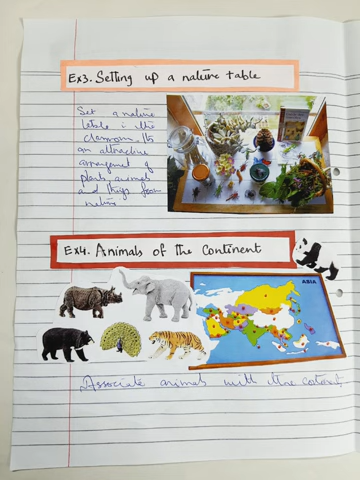 Ex3. Setting up a nature table
Set a nature
table in the
classroom. Its
an attractive
arrangement of
plants, animals
and things from
nature
Ex4. Animals of the Continent
ASIA
Associate animals with the continent